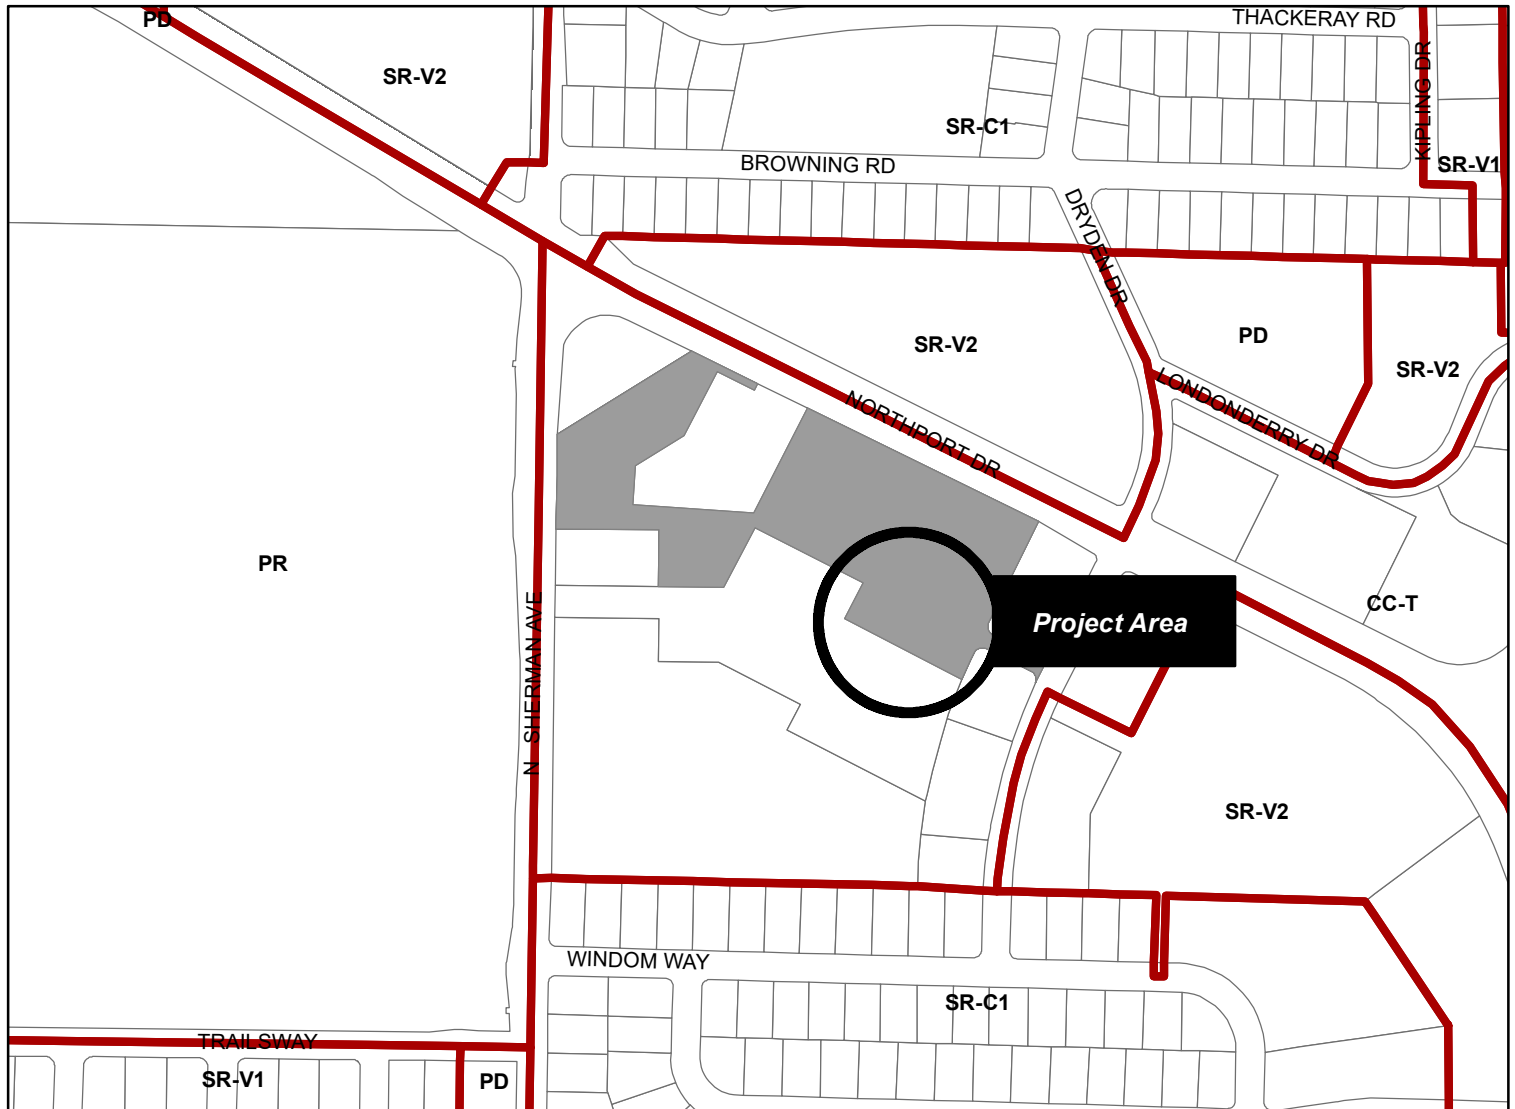 PD
THACKERAY RD
SR-V2
KIPLING DR
SR-C1
BROWNING RD
SR-V1
DRYDEN DR
SR-V2
PD
SR-V2
LONDONDERRY DR
NORTHPORT DR
PR
CC-T
Project Area
N SHERMAN AVE
SR-V2
WINDOM WAY
SR-C1
TRAILSWAY
SR-V1
PD